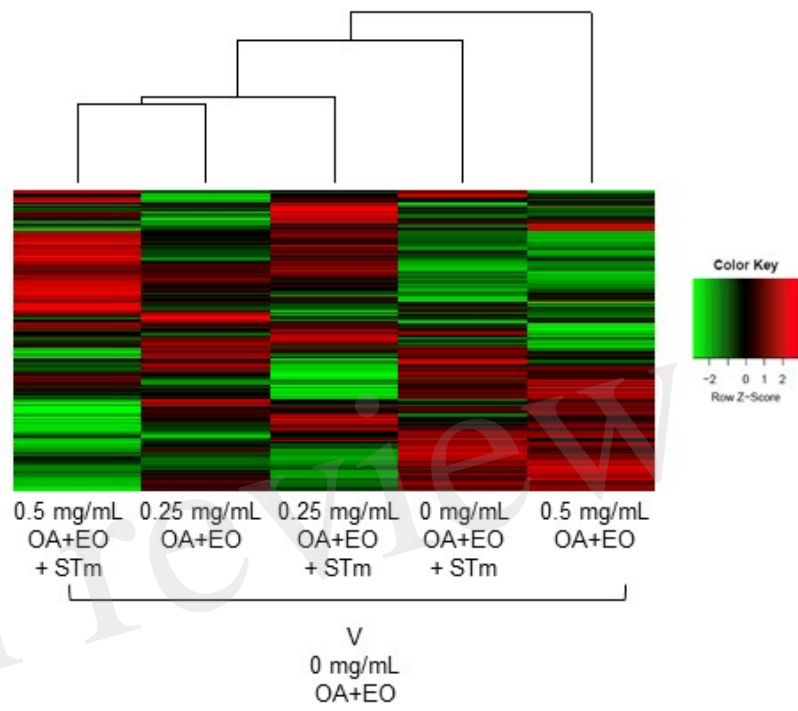 Color Key
−2 0 1 2
Row Z−Score
0.5 mg/mL
OA+EO
+ STm
0.25 mg/mL
OA+EO
0.25 mg/mL
OA+EO
+ STm
0 mg/mL
OA+EO
+ STm
0.5 mg/mL
OA+EO
V
0 mg/mL
OA+EO
review